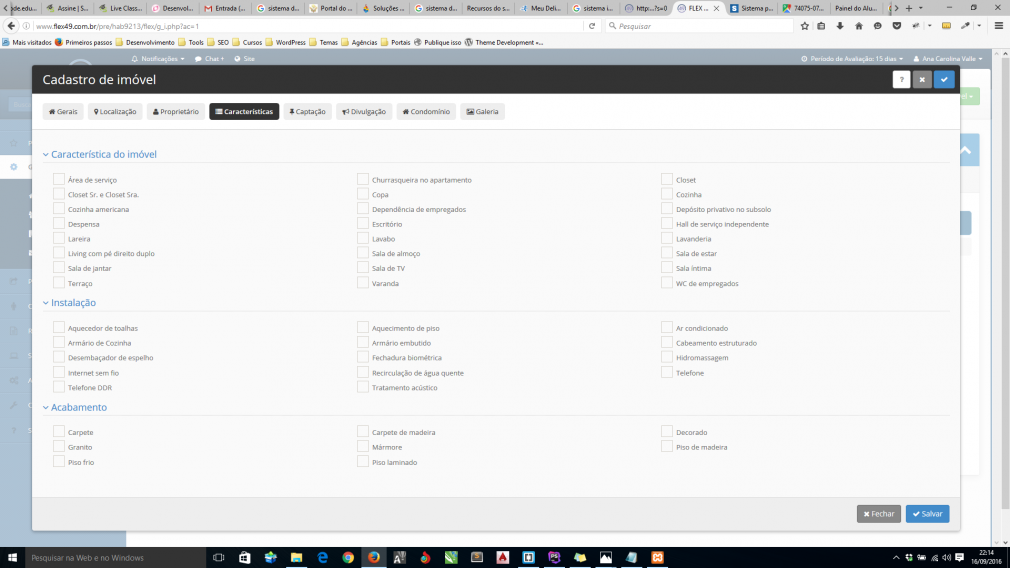 jde.edu...
Assine | S...
Live Class...
Desenvol...
Entrada (...
sistema d...
Portal do ...
Soluções ...
sistema d...
Recursos do s...
Meu Deli...
sistema i...
http:...?s=0
FLEX ...
Sistema p...
74075-07...
Painel do Alu...
www.flex49.com.br/pre/hab9213/flex/g_i.php?ac=1
Pesquisar
Mais visitados
Primeiros passos
Desenvolvimento
Tools
SEO
Cursos
WordPress
Temas
Agências
Portais
Publique isso
Theme Development «...
Notificações
Chat
Site
Período de Avaliação: 15 dias
Ana Carolina Valle
Cadastro de imóvel
?
Gerais
Localização
Proprietário
Características
Captação
Divulgação
Condomínio
Galeria
Característica do imóvel
Área de serviço
Churrasqueira no apartamento
Closet
Closet Sr. e Closet Sra.
Copa
Cozinha
Cozinha americana
Dependência de empregados
Depósito privativo no subsolo
Despensa
Escritório
Hall de serviço independente
Lareira
Lavabo
Lavanderia
Living com pé direito duplo
Sala de almoço
Sala de estar
Sala de jantar
Sala de TV
Sala íntima
Terraço
Varanda
WC de empregados
Instalação
Aquecedor de toalhas
Aquecimento de piso
Ar condicionado
Armário de Cozinha
Armário embutido
Cabeamento estruturado
Desembaçador de espelho
Fechadura biométrica
Hidromassagem
Internet sem fio
Recirculação de água quente
Telefone
Telefone DDR
Tratamento acústico
Acabamento
Carpete
Carpete de madeira
Decorado
Granito
Mármore
Piso de madeira
Piso frio
Piso laminado
Fechar
Salvar
Pesquisar na Web e no Windows
22:14
16/09/2016